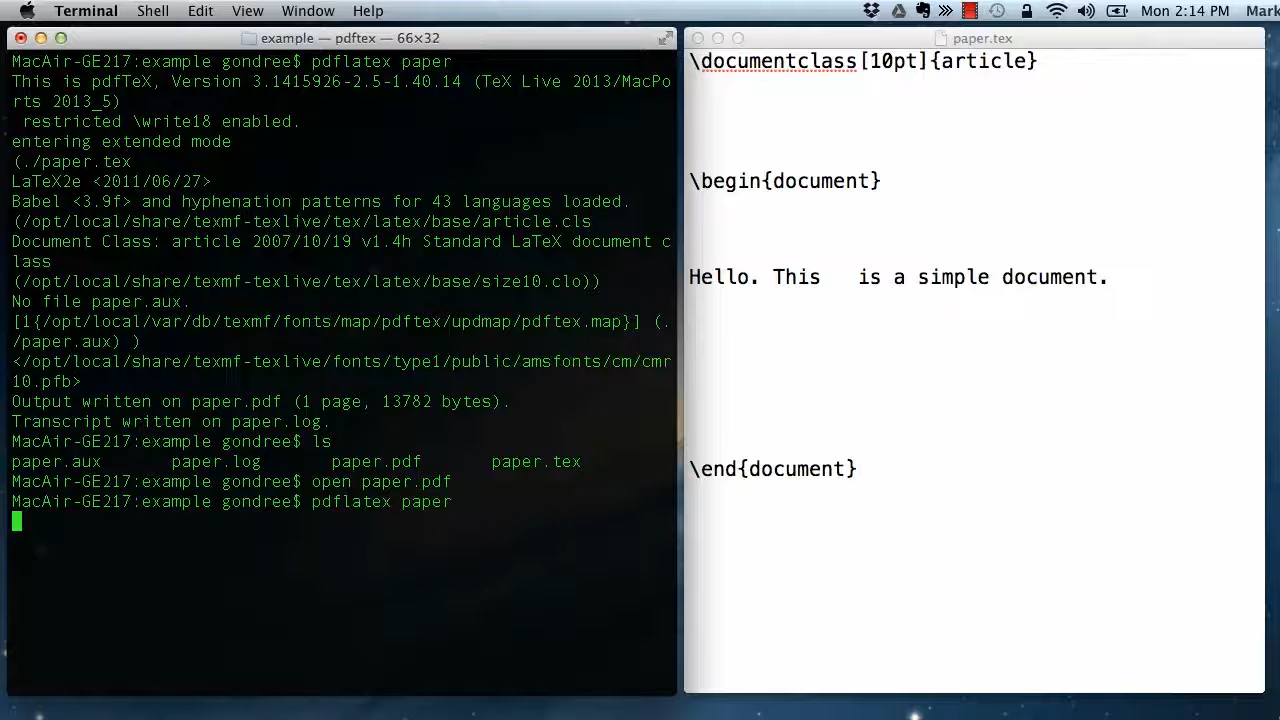 Terminal Shell Edit View Window Help Mon 2:14 PM Mark
example — pdftex — 66×32
MacAir-GE217:example gondree$ pdflatex paper
This is pdfTeX, Version 3.1415926-2.5-1.40.14 (TeX Live 2013/MacPo
rts 2013_5)
restricted \write18 enabled.
entering extended mode
(./paper.tex
LaTeX2e <2011/06/27>
Babel <3.9f> and hyphenation patterns for 43 languages loaded.
(/opt/local/share/texmf-texlive/tex/latex/base/article.cls
Document Class: article 2007/10/19 v1.4h Standard LaTeX document c
lass
(/opt/local/share/texmf-texlive/tex/latex/base/size10.clo))
No file paper.aux.
[1{/opt/local/var/db/texmf/fonts/map/pdftex/updmap/pdftex.map}] (.
/paper.aux) )
</opt/local/share/texmf-texlive/fonts/type1/public/amsfonts/cm/cmr
10.pfb>
Output written on paper.pdf (1 page, 13782 bytes).
Transcript written on paper.log.
MacAir-GE217:example gondree$ ls
paper.aux paper.log paper.pdf paper.tex
MacAir-GE217:example gondree$ open paper.pdf
MacAir-GE217:example gondree$ pdflatex paper
paper.tex
\documentclass[10pt]{article}
\begin{document}
Hello. This   is a simple document.
\end{document}